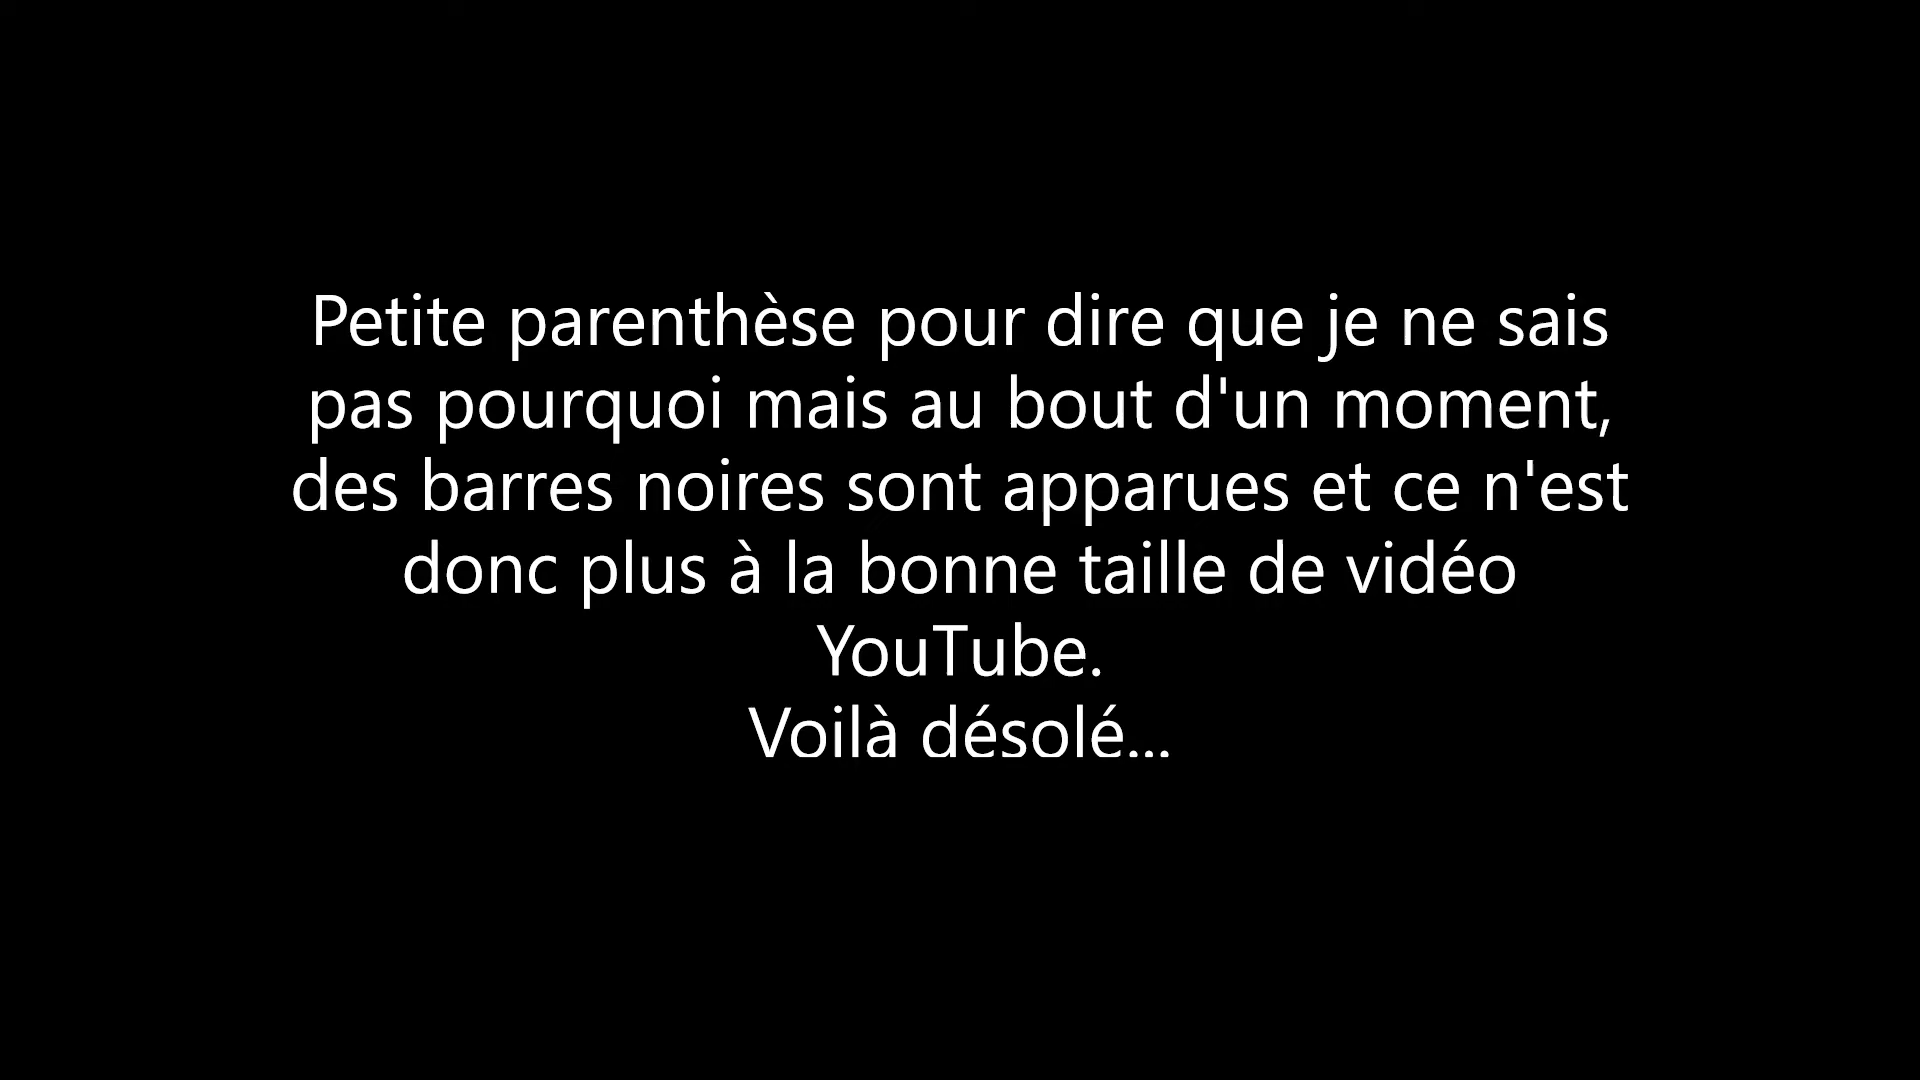 Petite parenthèse pour dire que je ne sais
pas pourquoi mais au bout d'un moment,
des barres noires sont apparues et ce n'est
donc plus à la bonne taille de vidéo
YouTube.
Voilà désolé...